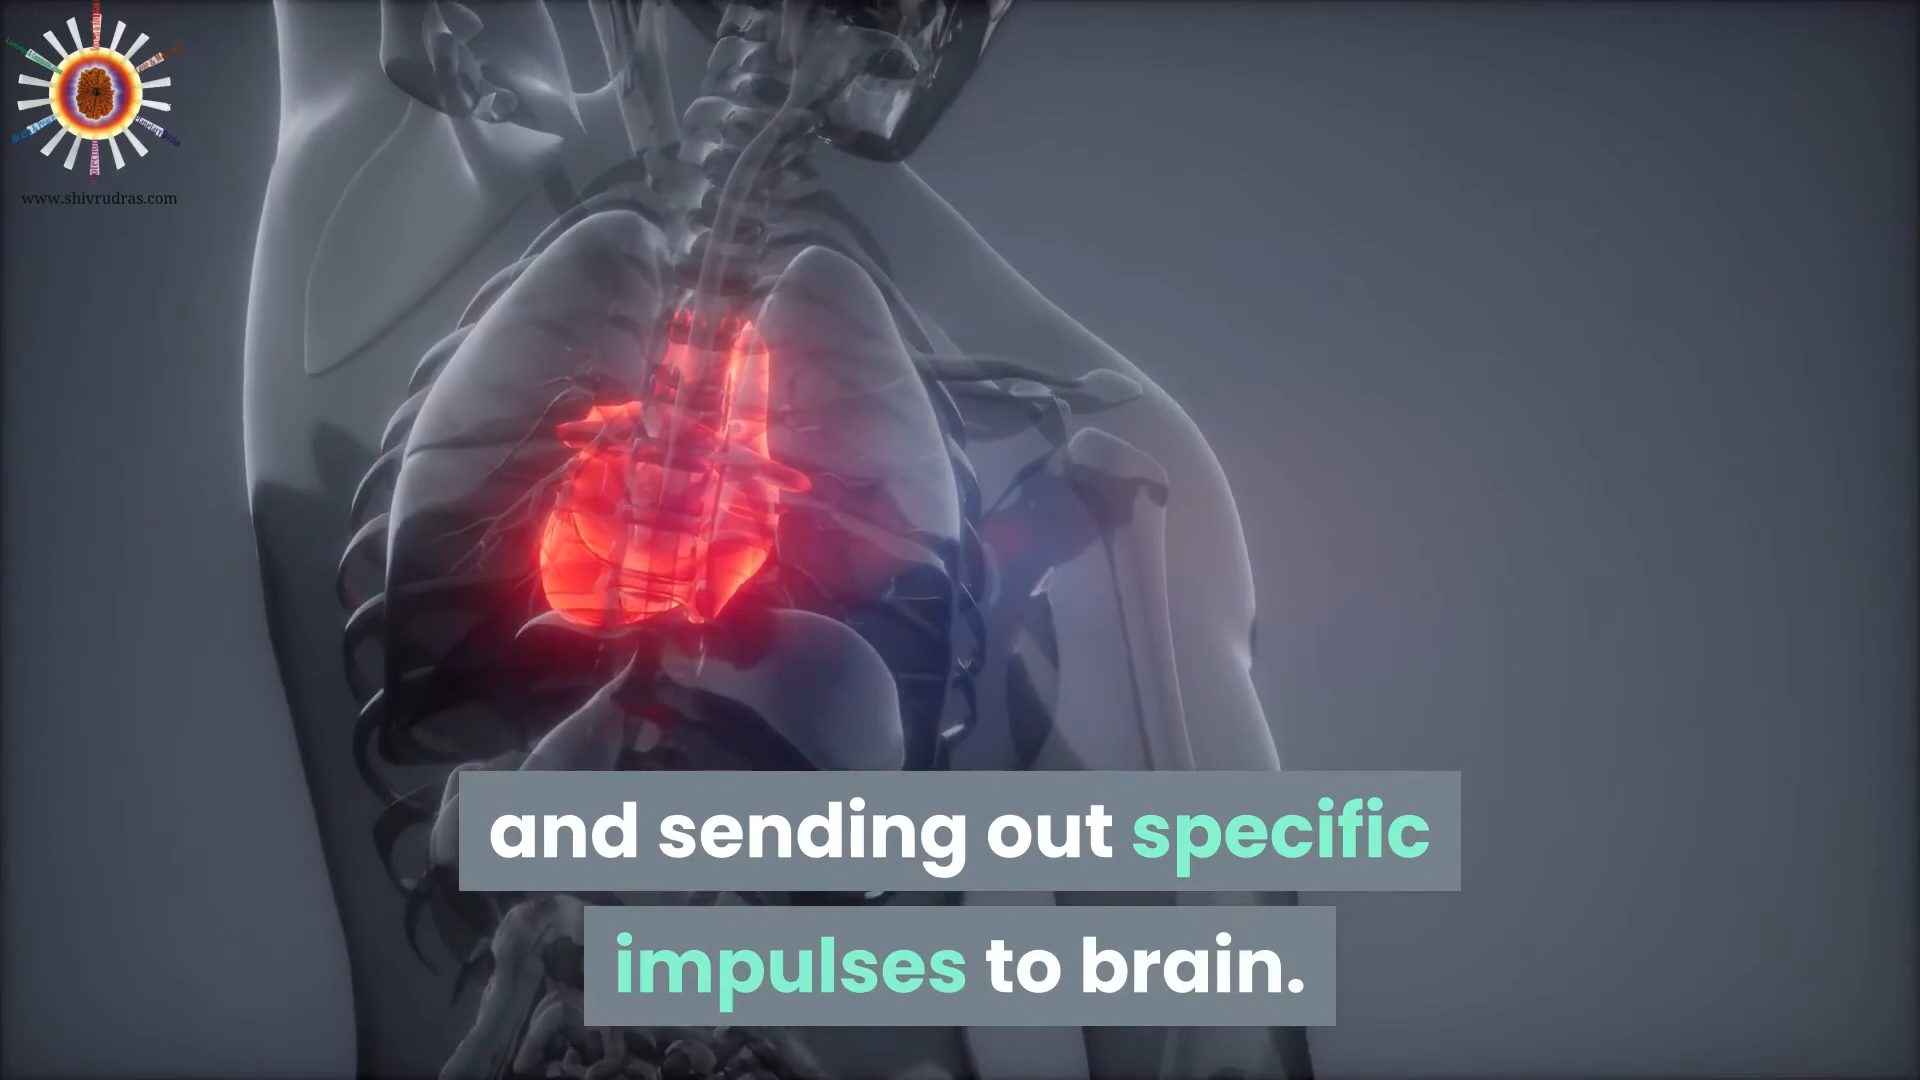 www.shivrudras.com
and sending out specific
impulses to brain.